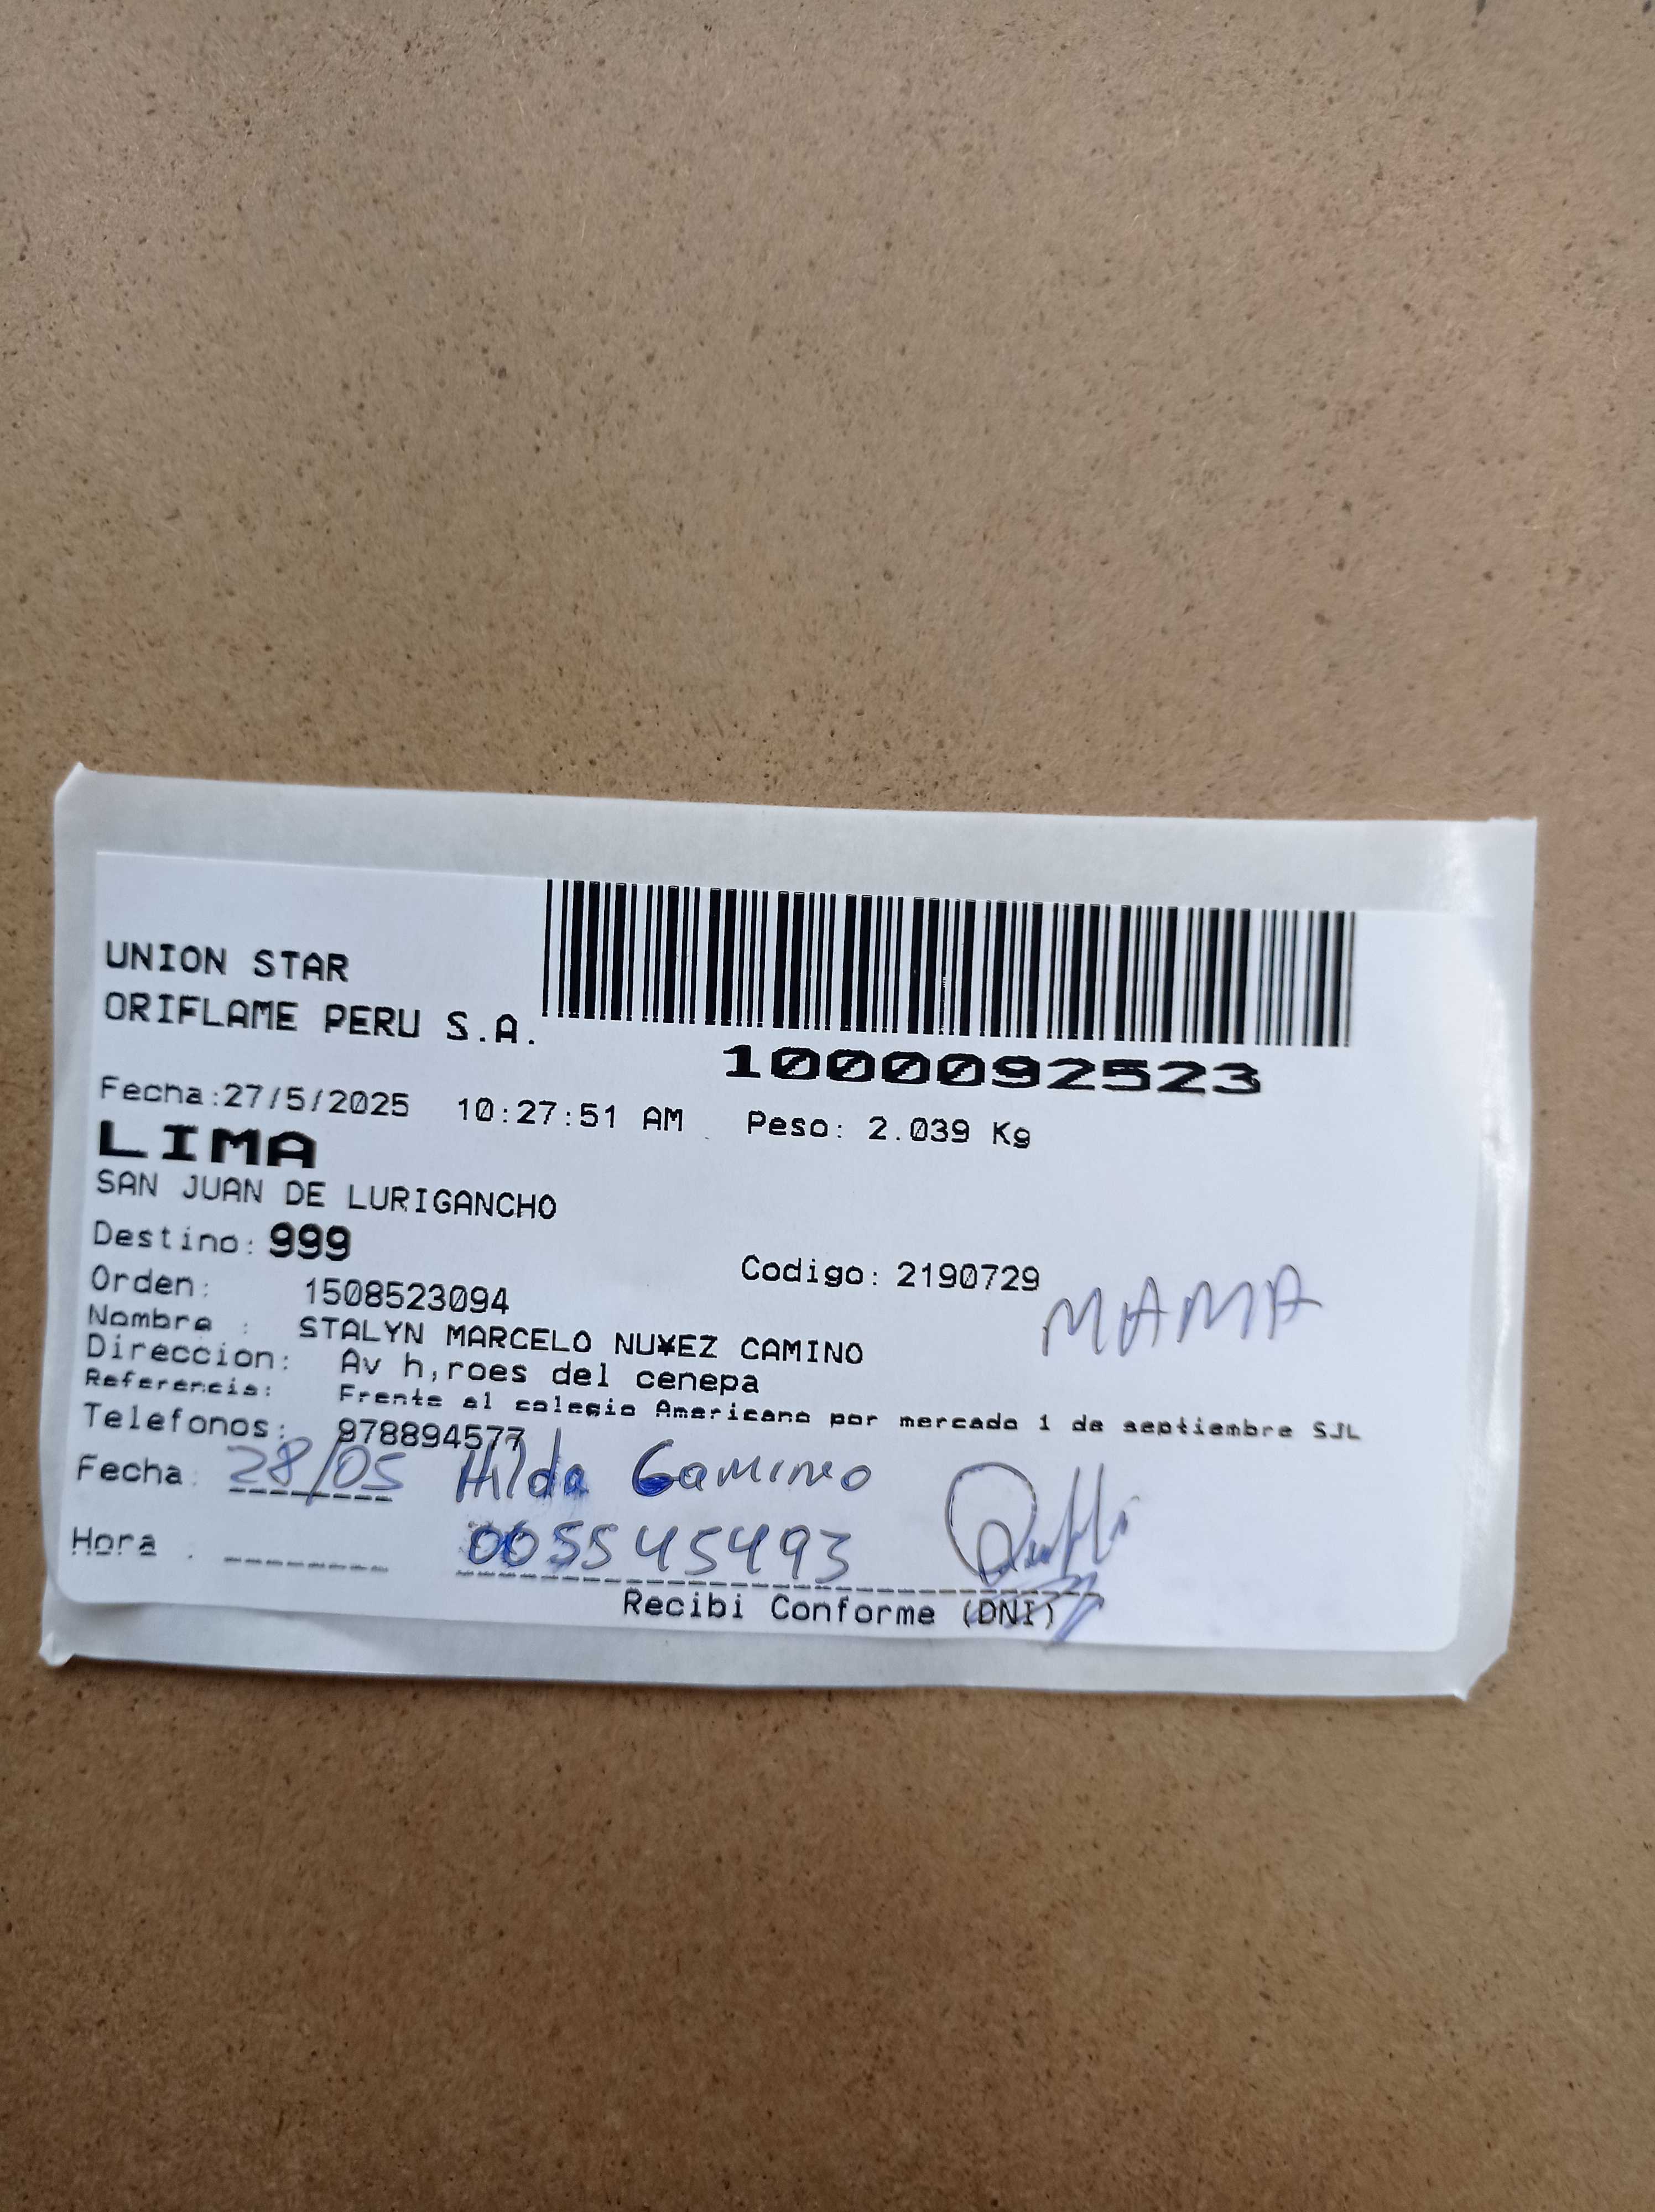 UNION STAR
ORIFLAME PERU S.A.
1000092523
Fecha:27/5/2025 10:27:51 AM Peso: 2.039 Kg
LIMA
SAN JUAN DE LURIGANCHO
Destino: 999
Codigo: 2190729
Orden: 1508523094
MAMA
Nombre : STALYN MARCELO NU¥EZ CAMINO
Direccion: Av h,roes del cenepa
Referencia: Frente al colegio Americano por mercado 1 de septiembre SJL
Telefonos: 978894577
Fecha: 28/05 Hilda Camino
Hora : 005545493
Recibi Conforme (DNI)